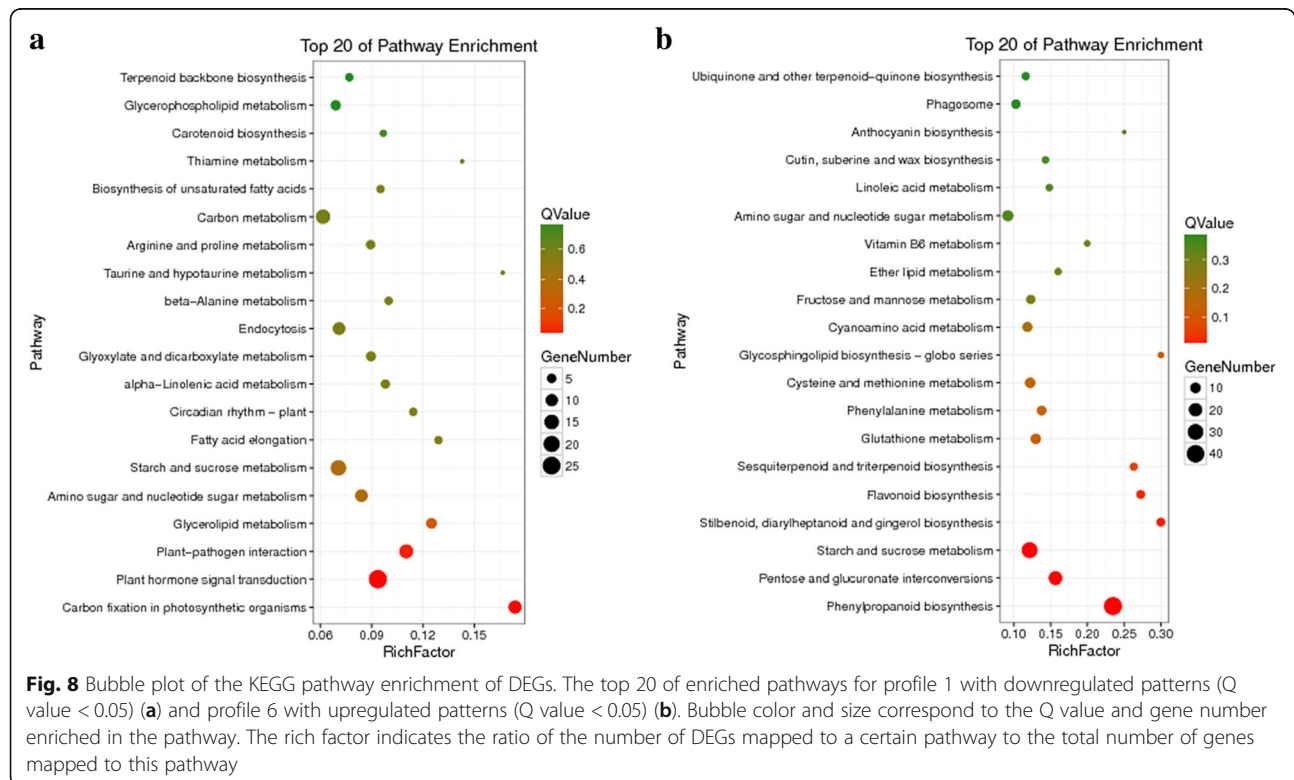 a
Top 20 of Pathway Enrichment
Pathway
Terpenoid backbone biosynthesis
Glycerophospholipid metabolism
Carotenoid biosynthesis
Thiamine metabolism
Biosynthesis of unsaturated fatty acids
Carbon metabolism
Arginine and proline metabolism
Taurine and hypotaurine metabolism
beta-Alanine metabolism
Endocytosis
Glyoxylate and dicarboxylate metabolism
alpha-Linolenic acid metabolism
Circadian rhythm - plant
Fatty acid elongation
Starch and sucrose metabolism
Amino sugar and nucleotide sugar metabolism
Glycerolipid metabolism
Plant-pathogen interaction
Plant hormone signal transduction
Carbon fixation in photosynthetic organisms
0.06 0.09 0.12 0.15
RichFactor
QValue
0.6
0.4
0.2
GeneNumber
5
10
15
20
25
b
Top 20 of Pathway Enrichment
Pathway
Ubiquinone and other terpenoid-quinone biosynthesis
Phagosome
Anthocyanin biosynthesis
Cutin, suberine and wax biosynthesis
Linoleic acid metabolism
Amino sugar and nucleotide sugar metabolism
Vitamin B6 metabolism
Ether lipid metabolism
Fructose and mannose metabolism
Cyanoamino acid metabolism
Glycosphingolipid biosynthesis - globo series
Cysteine and methionine metabolism
Phenylalanine metabolism
Glutathione metabolism
Sesquiterpenoid and triterpenoid biosynthesis
Flavonoid biosynthesis
Stilbenoid, diarylheptanoid and gingerol biosynthesis
Starch and sucrose metabolism
Pentose and glucuronate interconversions
Phenylpropanoid biosynthesis
0.10 0.15 0.20 0.25 0.30
RichFactor
QValue
0.3
0.2
0.1
GeneNumber
10
20
30
40
Fig. 8 Bubble plot of the KEGG pathway enrichment of DEGs. The top 20 of enriched pathways for profile 1 with downregulated patterns (Q
value < 0.05) (a) and profile 6 with upregulated patterns (Q value < 0.05) (b). Bubble color and size correspond to the Q value and gene number
enriched in the pathway. The rich factor indicates the ratio of the number of DEGs mapped to a certain pathway to the total number of genes
mapped to this pathway